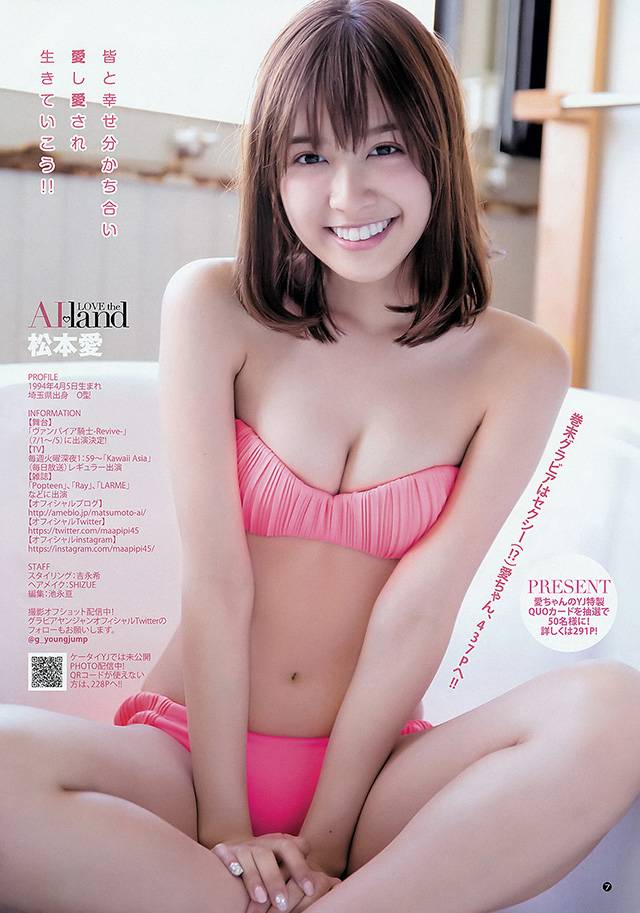 皆と幸せ分かち合い
愛し愛され
生きていこう!!
LOVE the
AI♥land
松本愛
PROFILE
1994年4月5日生まれ
埼玉県出身　O型
INFORMATION
【舞台】
「ヴァンパイア騎士-Revive-」
(7/1〜/5)に出演決定!
【TV】
毎週火曜深夜1:59〜「Kawaii Asia」
(毎日放送)レギュラー出演
【雑誌】
「Popteen」、「Ray」、「LARME」
などに出演
【オフィシャルブログ】
http://ameblo.jp/matsumoto-ai/
【オフィシャルTwitter】
https://twitter.com/maapipi45
【オフィシャルinstagram】
https://instagram.com/maapipi45/
STAFF
スタイリング:吉永希
ヘアメイク:SHIZUE
編集:池永亘
撮影オフショット配信中!
グラビアヤンジャンオフィシャルTwitterの
フォローもお願いします。
@g_youngjump
ケータイYJでは未公開
PHOTO配信中!
QRコードが使えない
方は、228Pへ!!
巻末グラビアはセクシー(!?)愛ちゃん、437Pへ!!
PRESENT
愛ちゃんのYJ特製
QUOカードを抽選で
50名様に!
詳しくは291P!
7